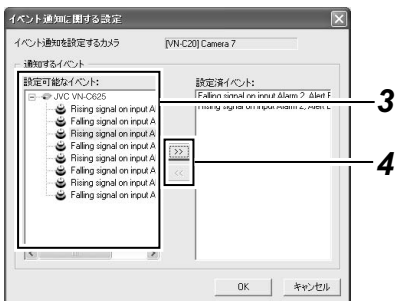 イベント通知に関する設定
イベント通知を設定するカメラ
[VN-C20] Camera 7
通知するイベント
設定可能なイベント:
設定済イベント:
JVC VN-C625
Rising signal on input A
Falling signal on input A
Rising signal on input A
Falling signal on input A
Rising signal on input A
Falling signal on input A
Rising signal on input A
Falling signal on input A
Falling signal on input Alarm 2, Alert E
Rising signal on input Alarm 2, Alert E
>>
<<
3
4
OK
キャンセル